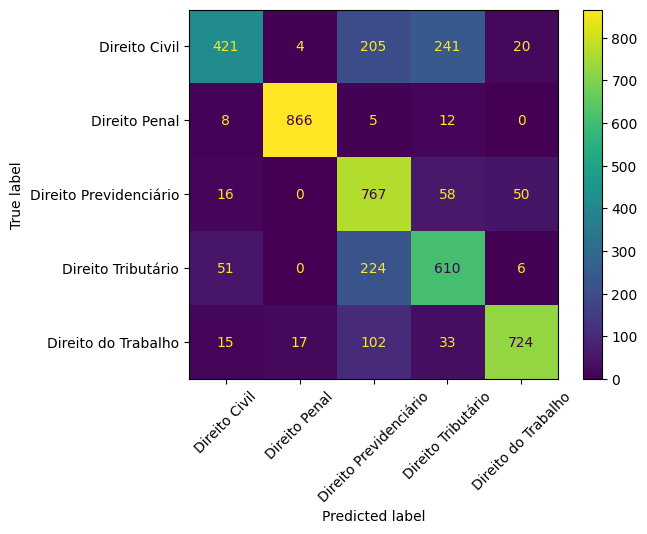 Direito Civil 421 4 205 241 20
Direito Penal 8 866 5 12 0
Direito Previdenciário 16 0 767 58 50
Direito Tributário 51 0 224 610 6
Direito do Trabalho 15 17 102 33 724
True label
Direito Civil
Direito Penal
Direito Previdenciário
Direito Tributário
Direito do Trabalho
Predicted label
800
700
600
500
400
300
200
100
0